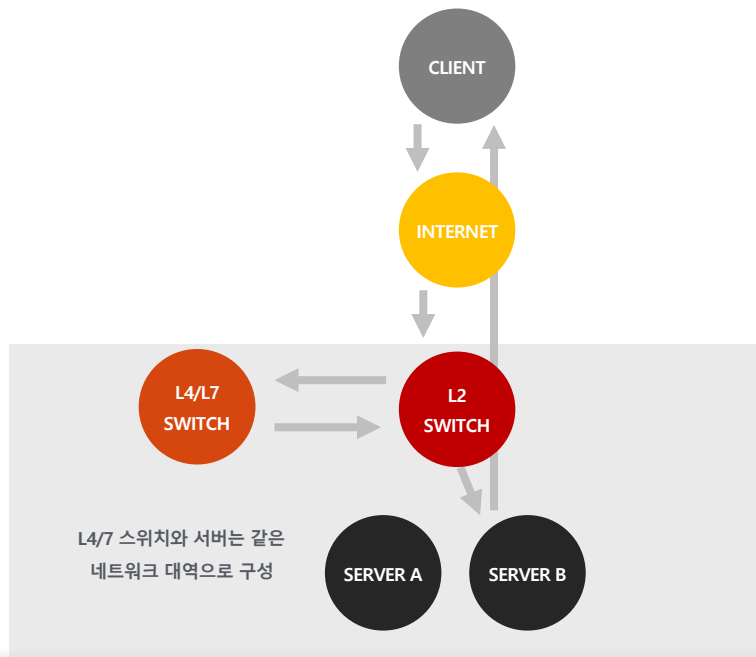 CLIENT
INTERNET
L4/L7
SWITCH
L2
SWITCH
L4/7 스위치와 서버는 같은
네트워크 대역으로 구성
SERVER A
SERVER B